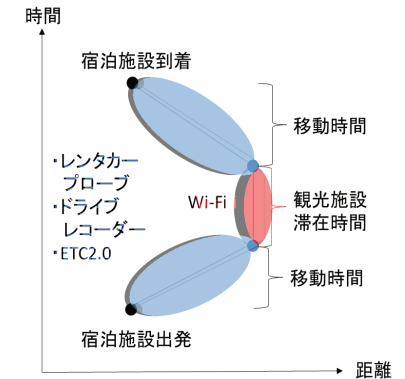 時間
宿泊施設到着
移動時間
・レンタカー
プローブ
・ドライブ
レコーダー
・ETC2.0
Wi-Fi
観光施設
滞在時間
移動時間
宿泊施設出発
距離